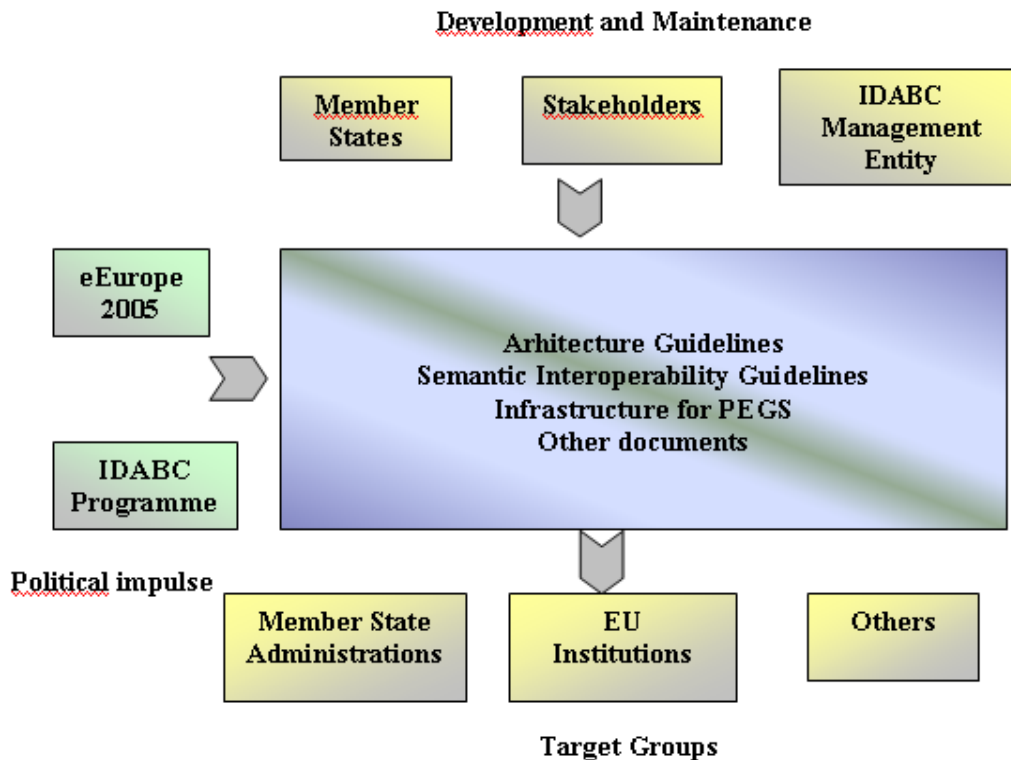 Development and Maintenance
Member
States
Stakeholders
IDABC
Management
Entity
eEurope
2005
Arhitecture Guidelines
Semantic Interoperability Guidelines
Infrastructure for PEGS
Other documents
IDABC
Programme
Political impulse
Member State
Administrations
EU
Institutions
Others
Target Groups